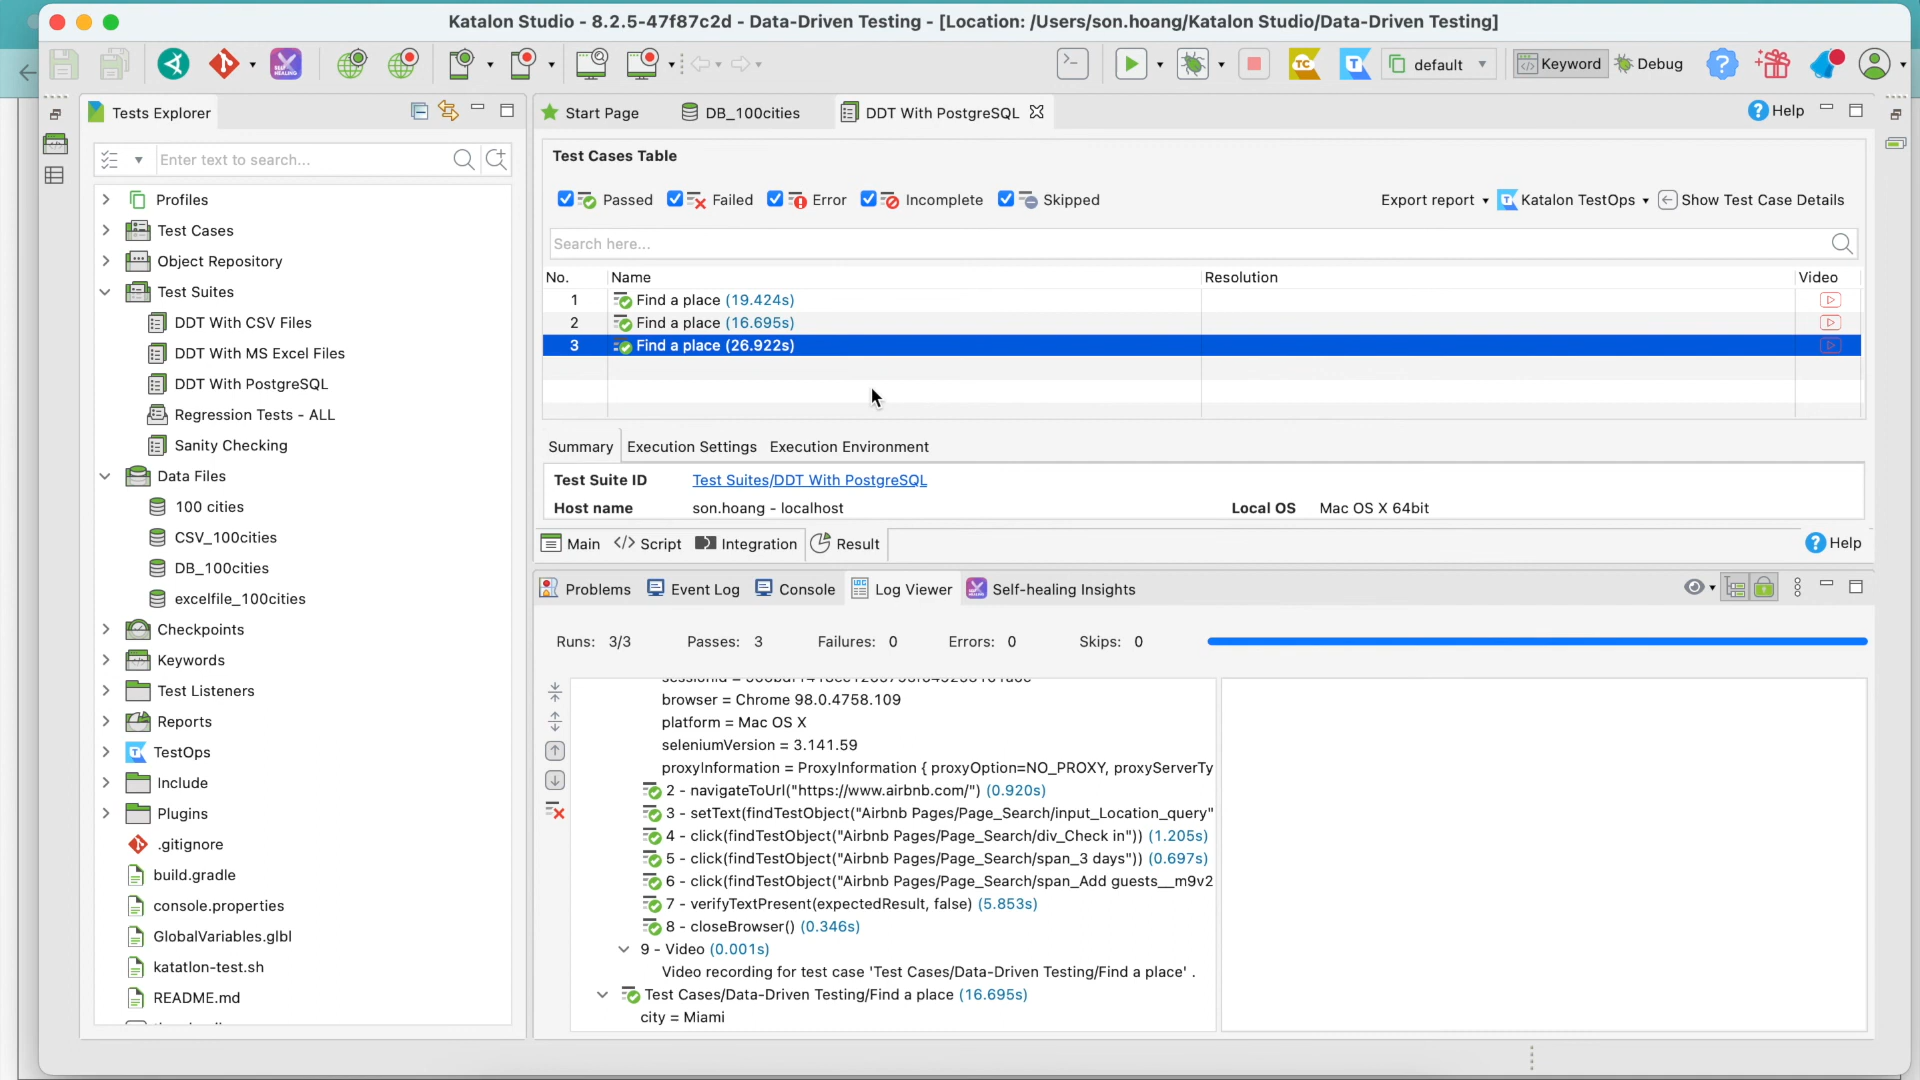 Katalon Studio - 8.2.5-47f87c2d - Data-Driven Testing - [Location: /Users/son.hoang/Katalon Studio/Data-Driven Testing]
SELF HEALING
TC
T
default
Keyword
Debug
Tests Explorer
Start Page
DB_100cities
DDT With PostgreSQL
Help
Enter text to search...
Test Cases Table
Profiles
Passed
Failed
Error
Incomplete
Skipped
Export report
Katalon TestOps
Show Test Case Details
Test Cases
Search here...
Object Repository
No.
Name
Resolution
Video
Test Suites
1
Find a place (19.424s)
DDT With CSV Files
2
Find a place (16.695s)
DDT With MS Excel Files
3
Find a place (26.922s)
DDT With PostgreSQL
Regression Tests - ALL
Sanity Checking
Summary
Execution Settings
Execution Environment
Data Files
Test Suite ID
Test Suites/DDT With PostgreSQL
100 cities
Host name
son.hoang - localhost
Local OS
Mac OS X 64bit
CSV_100cities
Main
Script
Integration
Result
Help
DB_100cities
excelfile_100cities
Problems
Event Log
Console
Log Viewer
Self-healing Insights
Checkpoints
Runs: 3/3
Passes: 3
Failures: 0
Errors: 0
Skips: 0
Keywords
Test Listeners
browser = Chrome 98.0.4758.109
Reports
platform = Mac OS X
TestOps
seleniumVersion = 3.141.59
proxyInformation = ProxyInformation { proxyOption=NO_PROXY, proxyServerTy
Include
2 - navigateToUrl("https://www.airbnb.com/") (0.920s)
Plugins
3 - setText(findTestObject("Airbnb Pages/Page_Search/input_Location_query"
.gitignore
4 - click(findTestObject("Airbnb Pages/Page_Search/div_Check in")) (1.205s)
5 - click(findTestObject("Airbnb Pages/Page_Search/span_3 days")) (0.697s)
build.gradle
6 - click(findTestObject("Airbnb Pages/Page_Search/span_Add guests__m9v2
console.properties
7 - verifyTextPresent(expectedResult, false) (5.853s)
GlobalVariables.glbl
8 - closeBrowser() (0.346s)
9 - Video (0.001s)
katatlon-test.sh
Video recording for test case 'Test Cases/Data-Driven Testing/Find a place' .
README.md
Test Cases/Data-Driven Testing/Find a place (16.695s)
city = Miami